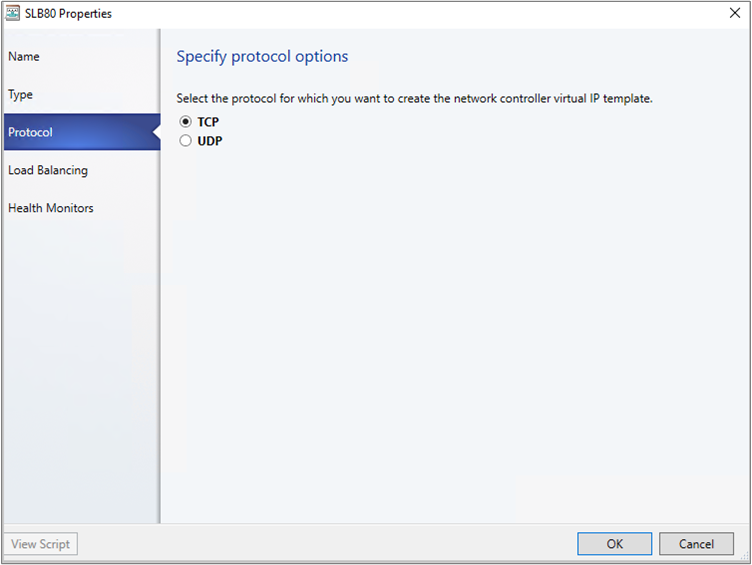 SLB80 Properties
Name
Type
Protocol
Load Balancing
Health Monitors
Specify protocol options
Select the protocol for which you want to create the network controller virtual IP template.
TCP
UDP
View Script
OK
Cancel